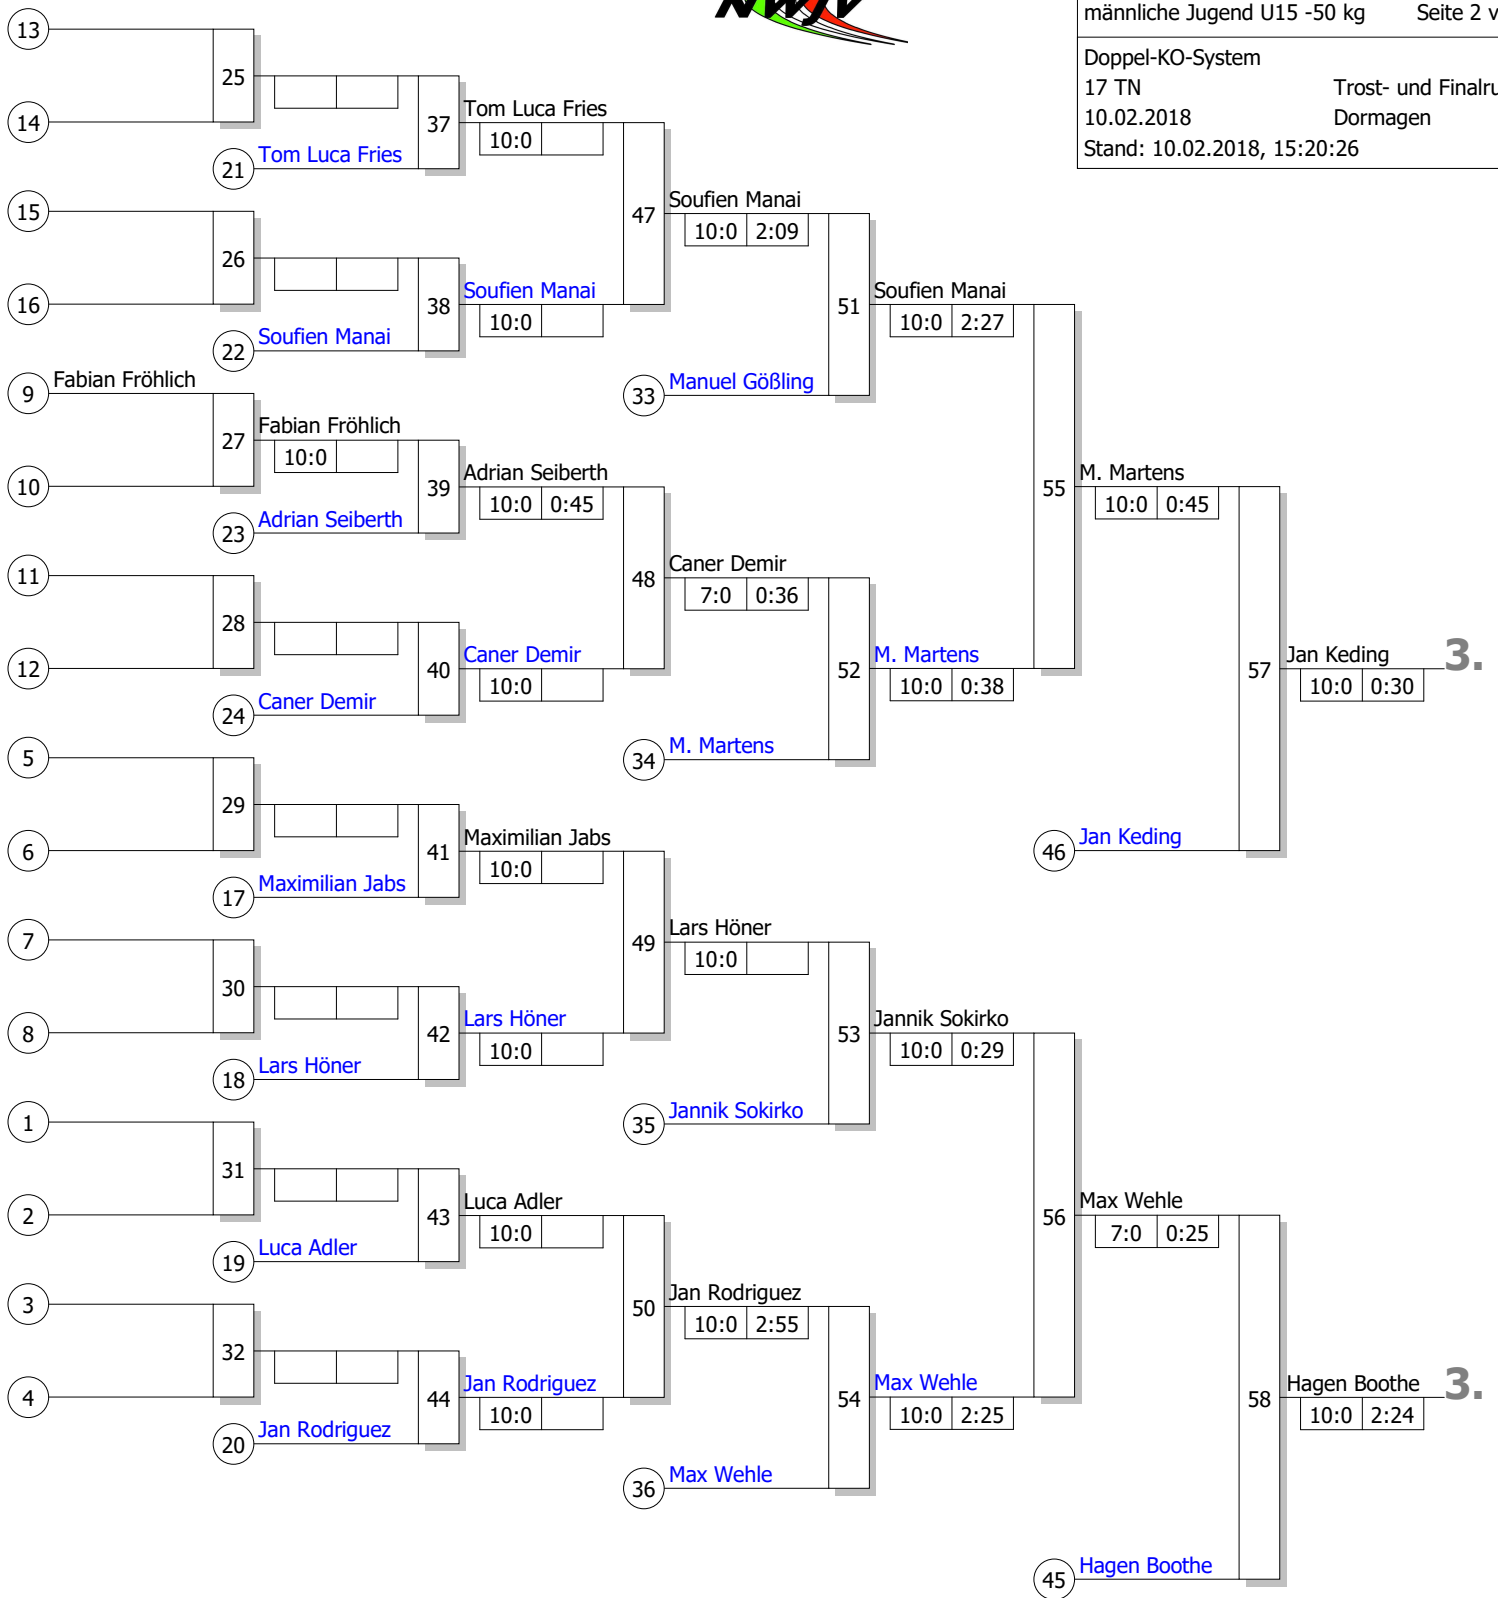 NWJV
männliche Jugend U15 -50 kg Seite 2 v
Doppel-KO-System
17 TN Trost- und Finalru
10.02.2018 Dormagen
Stand: 10.02.2018, 15:20:26
13
25
14
37
Tom Luca Fries
10:0
21
Tom Luca Fries
15
47
Soufien Manai
10:0 2:09
26
16
38
Soufien Manai
10:0
22
Soufien Manai
51
Soufien Manai
10:0 2:27
9
Fabian Fröhlich
33
Manuel Gößling
27
Fabian Fröhlich
10:0
10
39
Adrian Seiberth
10:0 0:45
55
M. Martens
10:0 0:45
23
Adrian Seiberth
11
48
Caner Demir
7:0 0:36
28
12
40
Caner Demir
10:0
52
M. Martens
10:0 0:38
57
Jan Keding
10:0 0:30
3.
24
Caner Demir
5
34
M. Martens
29
6
41
Maximilian Jabs
10:0
46
Jan Keding
17
Maximilian Jabs
7
49
Lars Höner
10:0
30
8
42
Lars Höner
10:0
53
Jannik Sokirko
10:0 0:29
18
Lars Höner
1
35
Jannik Sokirko
31
2
43
Luca Adler
10:0
56
Max Wehle
7:0 0:25
19
Luca Adler
3
50
Jan Rodriguez
10:0 2:55
32
4
44
Jan Rodriguez
10:0
54
Max Wehle
10:0 2:25
58
Hagen Boothe
10:0 2:24
3.
20
Jan Rodriguez
36
Max Wehle
45
Hagen Boothe